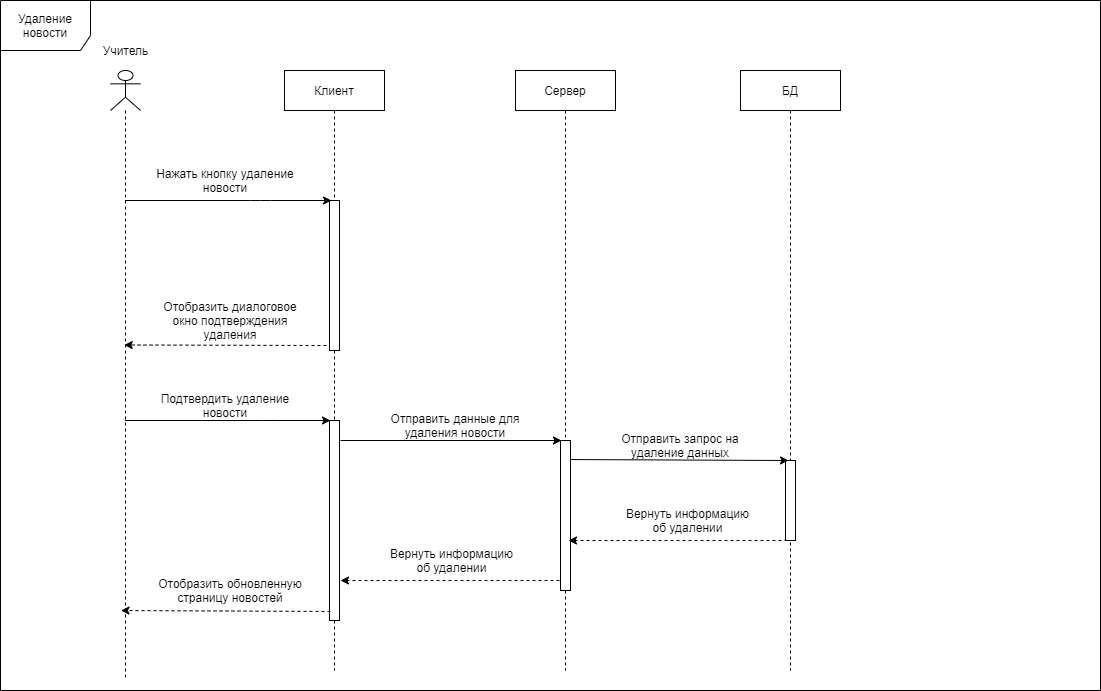 Удаление
новости
Учитель
Клиент
Сервер
БД
Нажать кнопку удаление
новости
Отобразить диалоговое
окно подтверждения
удаления
Подтвердить удаление
новости
Отправить данные для
удаления новости
Отправить запрос на
удаление данных
Вернуть информацию
об удалении
Вернуть информацию
об удалении
Отобразить обновленную
страницу новостей